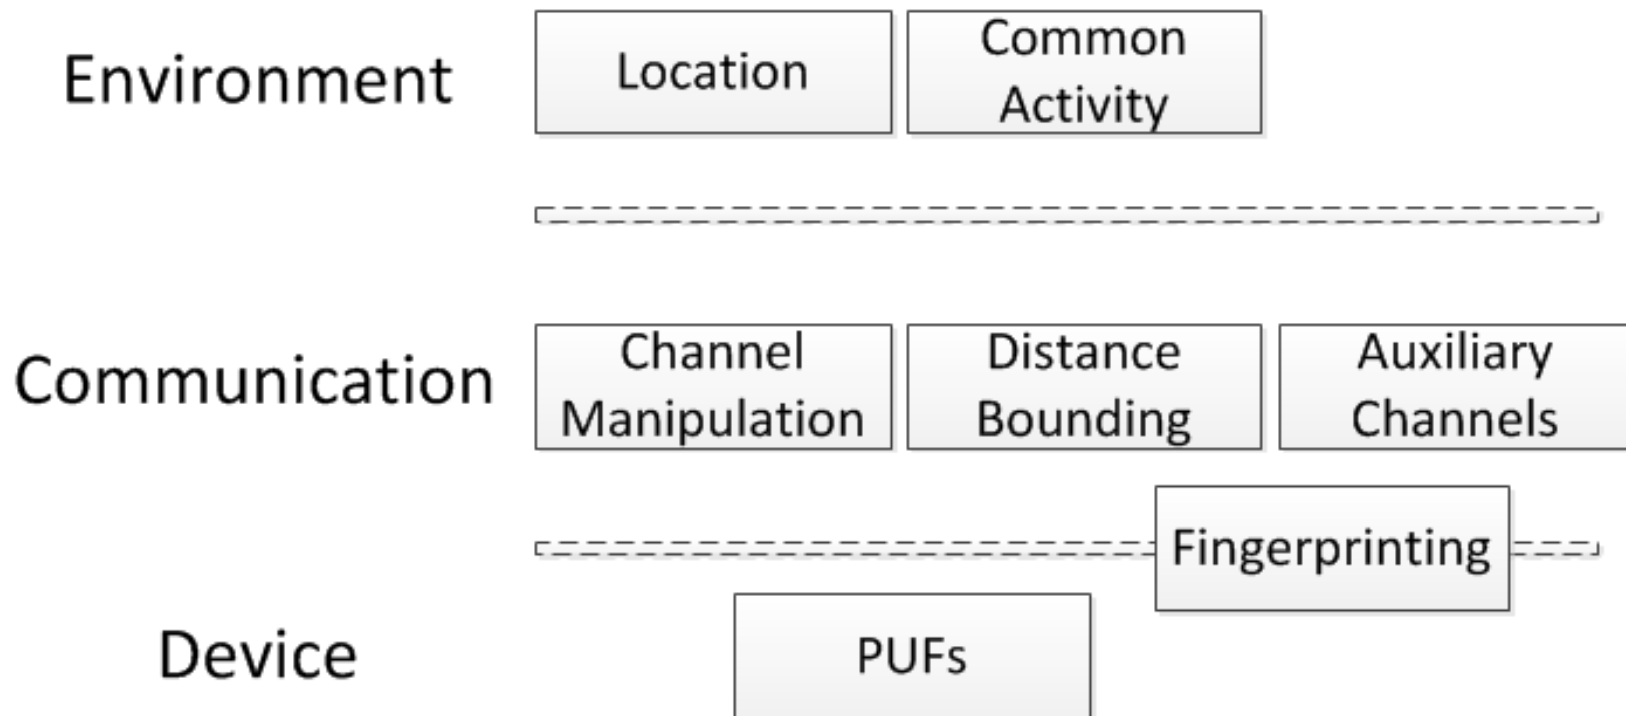 Environment
Location
Common
Activity
Communication
Channel
Manipulation
Distance
Bounding
Auxiliary
Channels
Fingerprinting
Device
PUFs